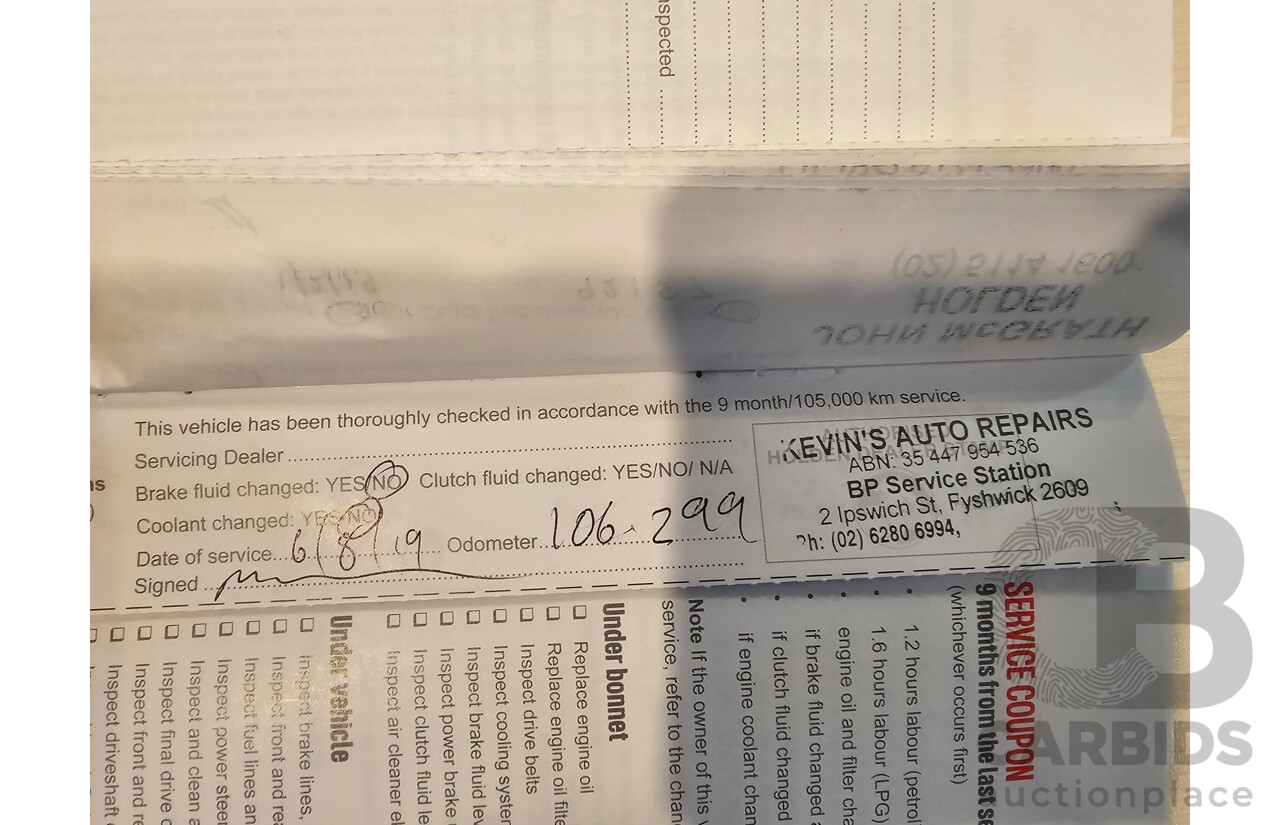 Inspected
(02) 5114 1600
HOLDEN
JOHN McGRATH
This vehicle has been thoroughly checked in accordance with the 9 month/105,000 km service.
Servicing Dealer
Brake fluid changed: YES/NO Clutch fluid changed: YES/NO/ N/A
Coolant changed: YES/NO
Date of service 6/8/19 Odometer 106.299
Signed
KEVIN'S AUTO REPAIRS
ABN: 35 447 954 536
BP Service Station
2 Ipswich St, Fyshwick 2609
Ph: (02) 6280 6994,
SERVICE COUPON
9 months from the last se
(whichever occurs first)
• 1.2 hours labour (petrol
• 1.6 hours labour (LPG)
• engine oil and filter cha
• if brake fluid changed a
• if clutch fluid changed
• if engine coolant chan
Note If the owner of this v
service, refer to the chan
Under bonnet
Replace engine oil
Replace engine oil filte
Inspect drive belts
Inspect cooling system
Inspect brake fluid lev
Inspect power brake
Inspect clutch fluid le
Inspect air cleaner el
Under vehicle
Inspect brake lines,
Inspect front and rea
Inspect fuel lines an
Inspect power steer
Inspect and clean a
Inspect final drive o
Inspect front and re
Inspect driveshaft
CARBIDS
auctionplace